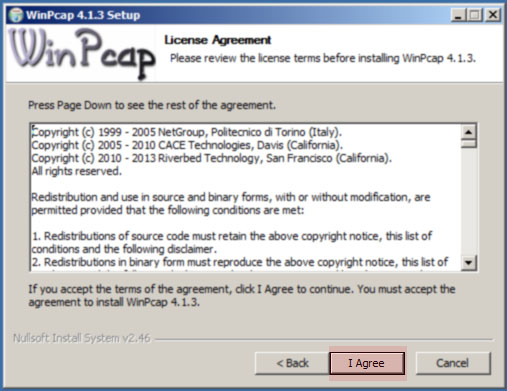 WinPcap 4.1.3 Setup
WinPcap
License Agreement
Please review the license terms before installing WinPcap 4.1.3.
Press Page Down to see the rest of the agreement.
Copyright (c) 1999 - 2005 NetGroup, Politecnico di Torino (Italy).
Copyright (c) 2005 - 2010 CACE Technologies, Davis (California).
Copyright (c) 2010 - 2013 Riverbed Technology, San Francisco (California).
All rights reserved.
Redistribution and use in source and binary forms, with or without modification, are
permitted provided that the following conditions are met:
1. Redistributions of source code must retain the above copyright notice, this list of
conditions and the following disclaimer.
2. Redistributions in binary form must reproduce the above copyright notice, this list of
If you accept the terms of the agreement, click I Agree to continue. You must accept the
agreement to install WinPcap 4.1.3.
Nullsoft Install System v2.46
< Back
I Agree
Cancel